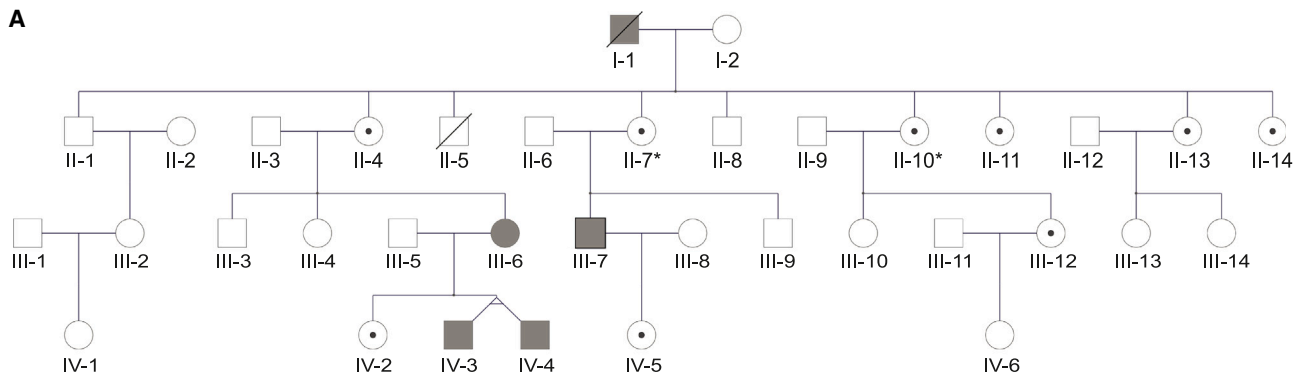 A
I-1 I-2
II-1 II-2 II-3 II-4 II-5 II-6 II-7* II-8 II-9 II-10* II-11 II-12 II-13 II-14
III-1 III-2 III-3 III-4 III-5 III-6 III-7 III-8 III-9 III-10 III-11 III-12 III-13 III-14
IV-1 IV-2 IV-3 IV-4 IV-5 IV-6